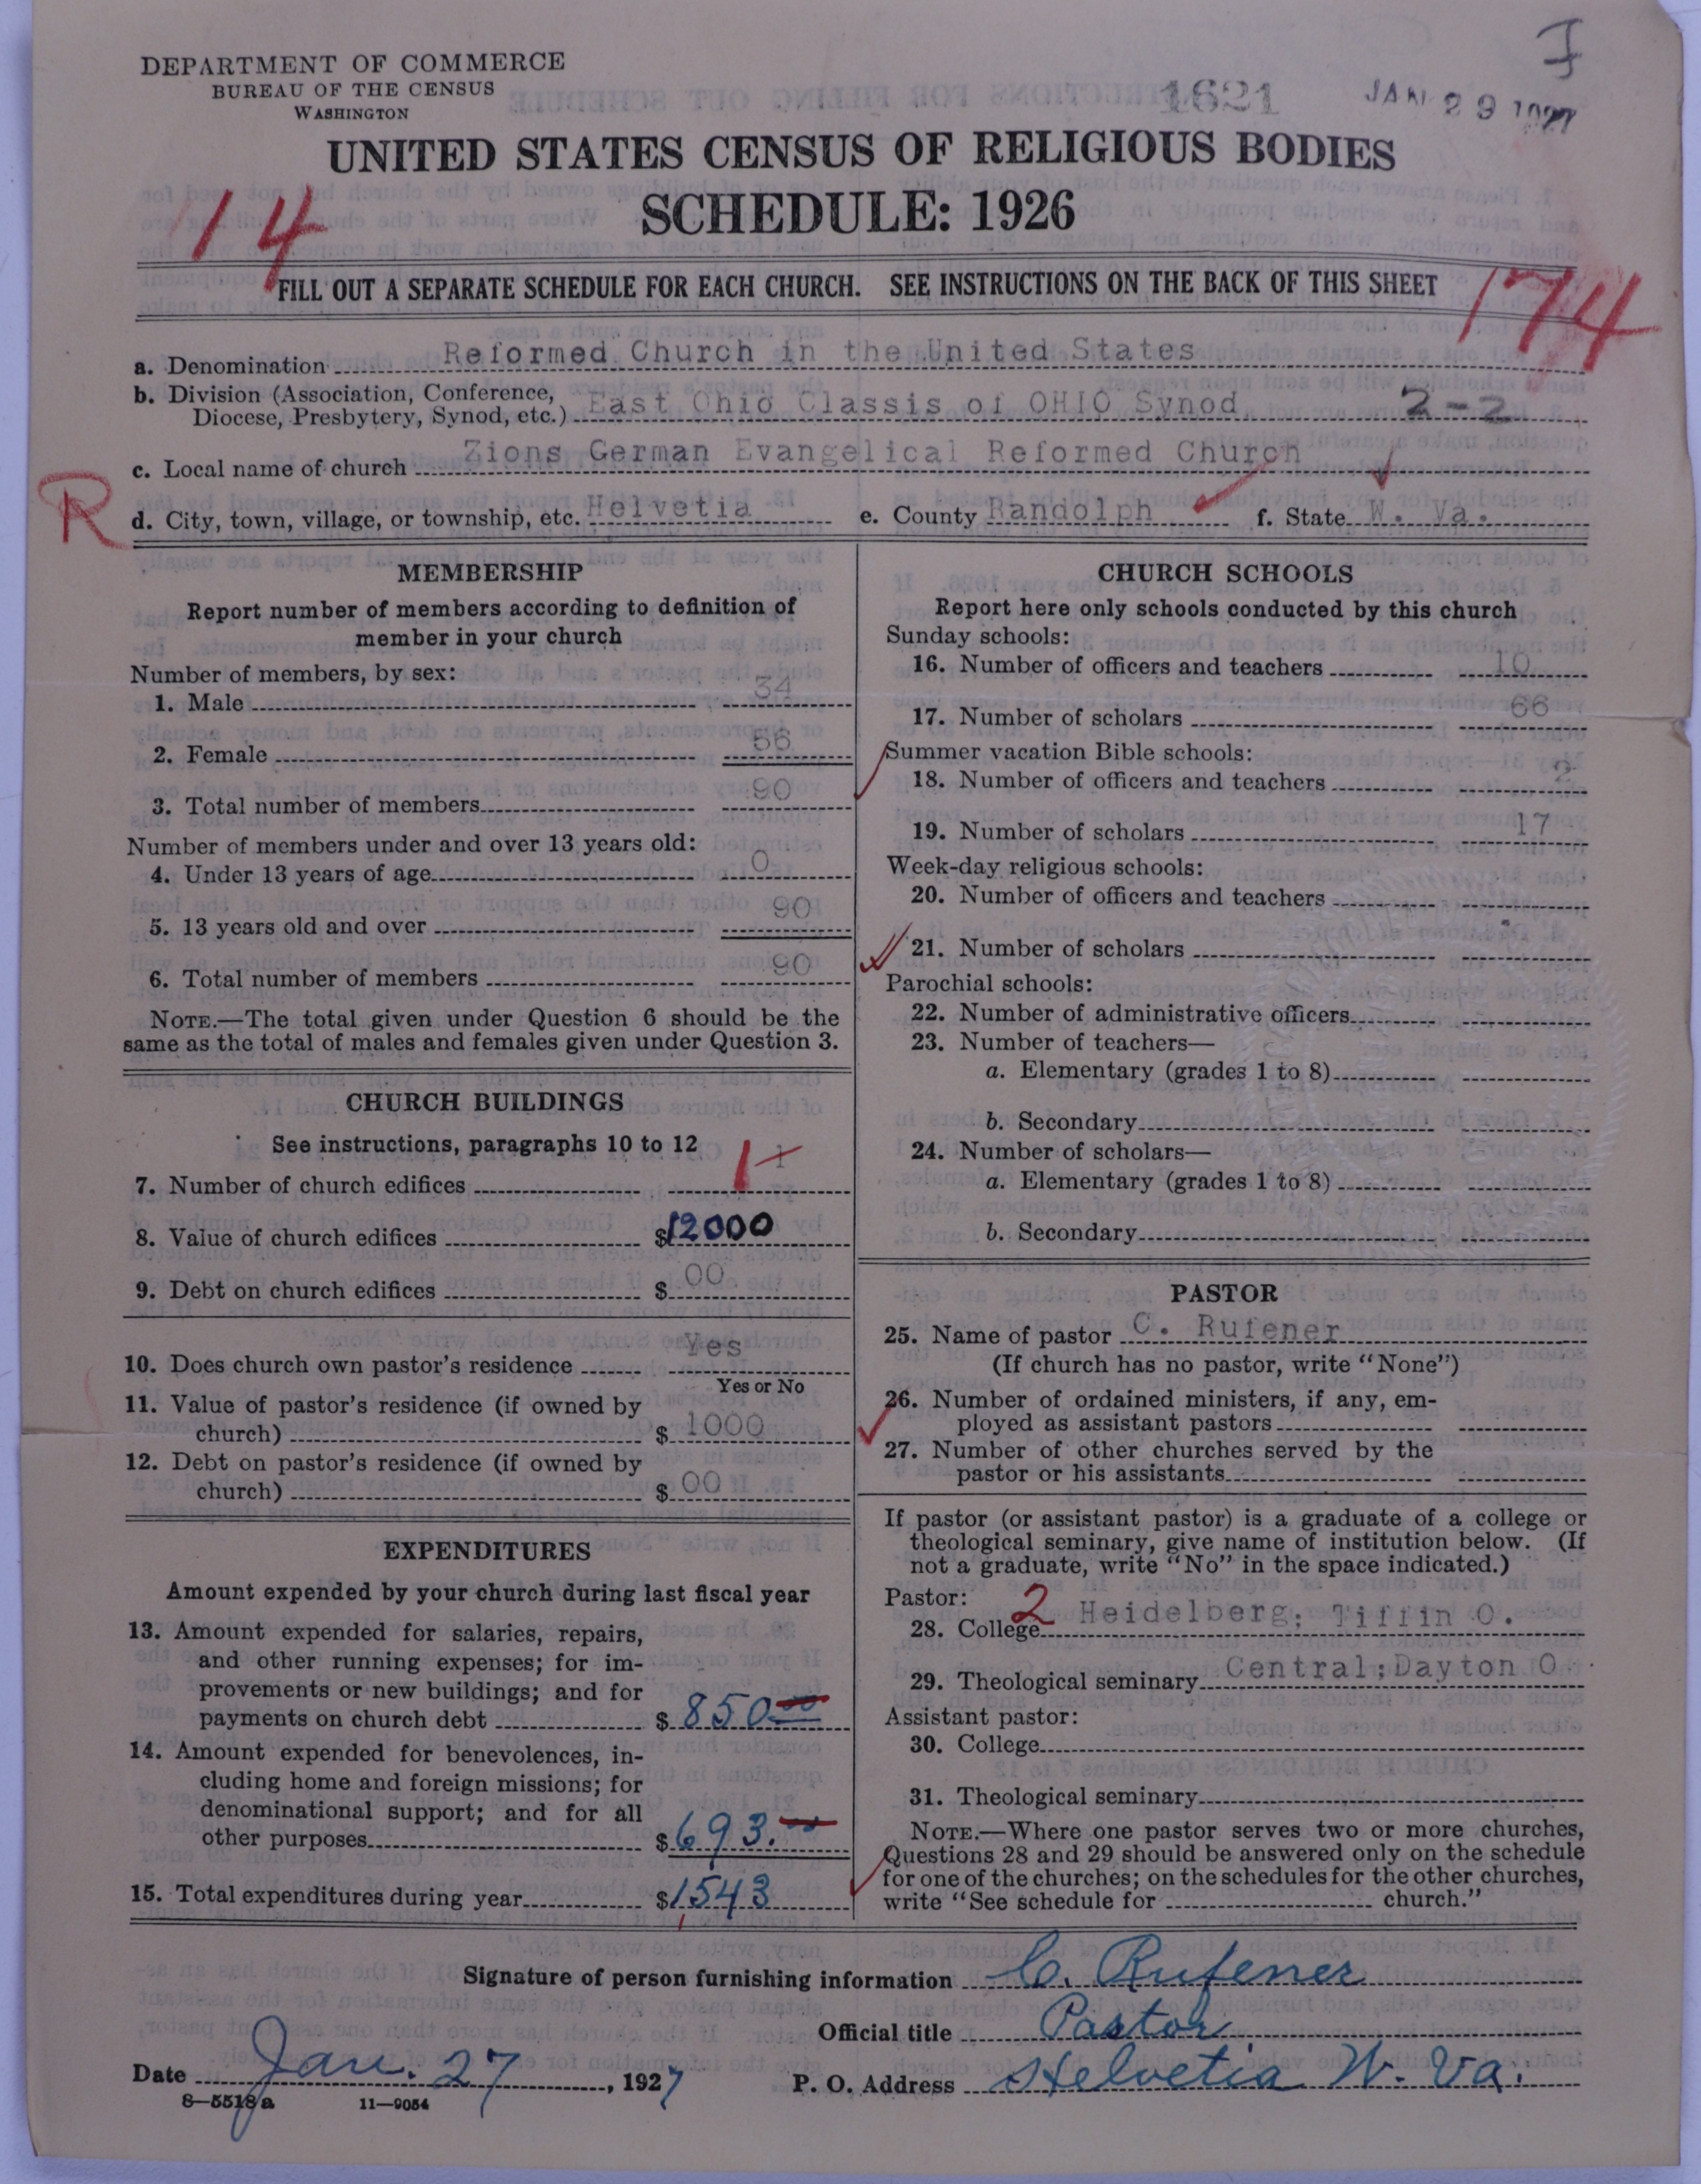 DEPARTMENT OF COMMERCE
BUREAU OF THE CENSUS
WASHINGTON
1621
JAN 29 1927
UNITED STATES CENSUS OF RELIGIOUS BODIES
SCHEDULE: 1926
14
FILL OUT A SEPARATE SCHEDULE FOR EACH CHURCH. SEE INSTRUCTIONS ON THE BACK OF THIS SHEET
174
a. Denomination Reformed Church in the United States
b. Division (Association, Conference,
Diocese, Presbytery, Synod, etc.) East Ohio Classis of OHIO Synod 2-2
c. Local name of church Zions German Evangelical Reformed Church
R
d. City, town, village, or township, etc. Helvetia e. County Randolph f. State W. Va.
MEMBERSHIP
Report number of members according to definition of
member in your church
Number of members, by sex:
1. Male 34
2. Female 56
3. Total number of members 90
Number of members under and over 13 years old:
4. Under 13 years of age 0
5. 13 years old and over 90
6. Total number of members 90
NOTE.—The total given under Question 6 should be the
same as the total of males and females given under Question 3.
CHURCH BUILDINGS
See instructions, paragraphs 10 to 12
7. Number of church edifices 1
8. Value of church edifices $12000
9. Debt on church edifices $ 00
10. Does church own pastor's residence Yes
Yes or No
11. Value of pastor's residence (if owned by
church) $ 1000
12. Debt on pastor's residence (if owned by
church) $ 00
EXPENDITURES
Amount expended by your church during last fiscal year
13. Amount expended for salaries, repairs,
and other running expenses; for im-
provements or new buildings; and for
payments on church debt $ 850 00
14. Amount expended for benevolences, in-
cluding home and foreign missions; for
denominational support; and for all
other purposes $ 693.00
15. Total expenditures during year $1543
CHURCH SCHOOLS
Report here only schools conducted by this church
Sunday schools:
16. Number of officers and teachers 10
17. Number of scholars 66
Summer vacation Bible schools:
18. Number of officers and teachers 2
19. Number of scholars 17
Week-day religious schools:
20. Number of officers and teachers
21. Number of scholars
Parochial schools:
22. Number of administrative officers
23. Number of teachers—
a. Elementary (grades 1 to 8)
b. Secondary
24. Number of scholars—
a. Elementary (grades 1 to 8)
b. Secondary
PASTOR
25. Name of pastor C. Rufener
(If church has no pastor, write "None")
26. Number of ordained ministers, if any, em-
ployed as assistant pastors
27. Number of other churches served by the
pastor or his assistants
If pastor (or assistant pastor) is a graduate of a college or
theological seminary, give name of institution below. (If
not a graduate, write "No" in the space indicated.)
Pastor: 2
28. College Heidelberg; Tiffin O.
29. Theological seminary Central;Dayton O.
Assistant pastor:
30. College
31. Theological seminary
NOTE.—Where one pastor serves two or more churches,
Questions 28 and 29 should be answered only on the schedule
for one of the churches; on the schedules for the other churches,
write "See schedule for church."
Signature of person furnishing information C. Rufener
Official title Pastor
Date Jan. 27, 1927 P. O. Address Helvetia W. Va.
8—5518 a 11—9054